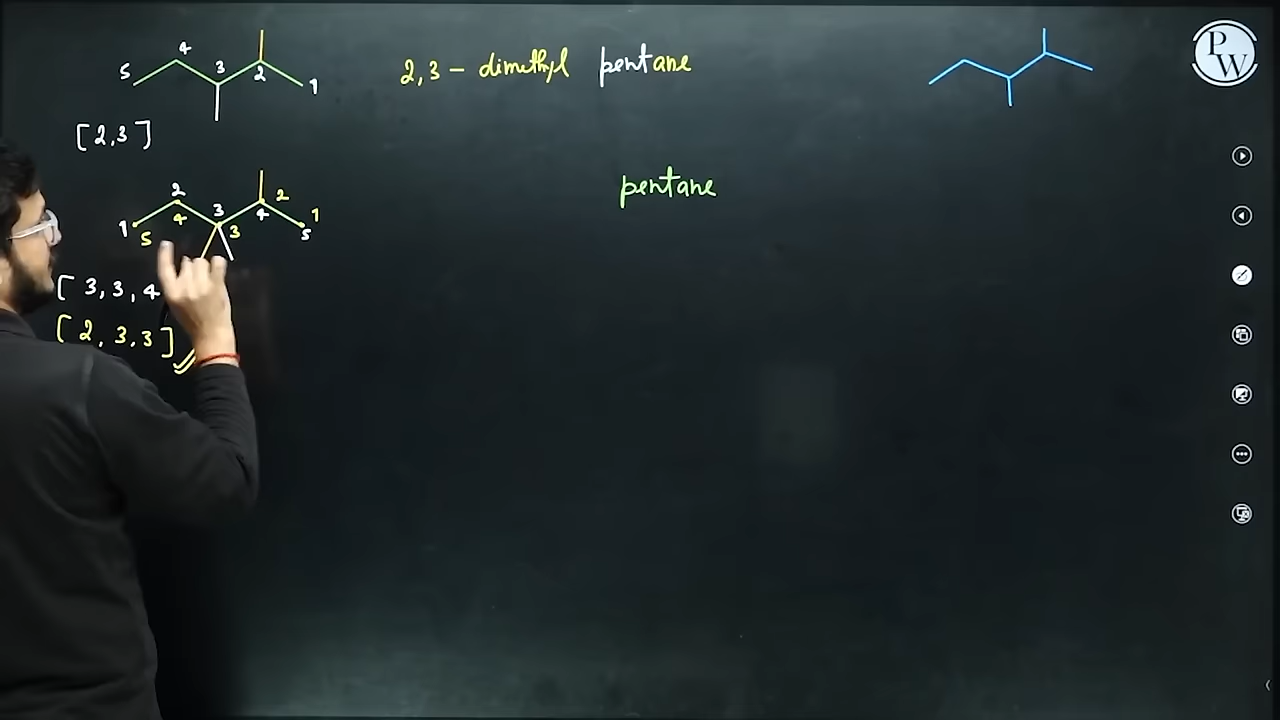 5 4 3 2 1
2,3 - dimethyl pentane
[2,3]
1 2 3 4 5
5 4 3 2 1
pentane
[3,3,4
[2,3,3]
PW